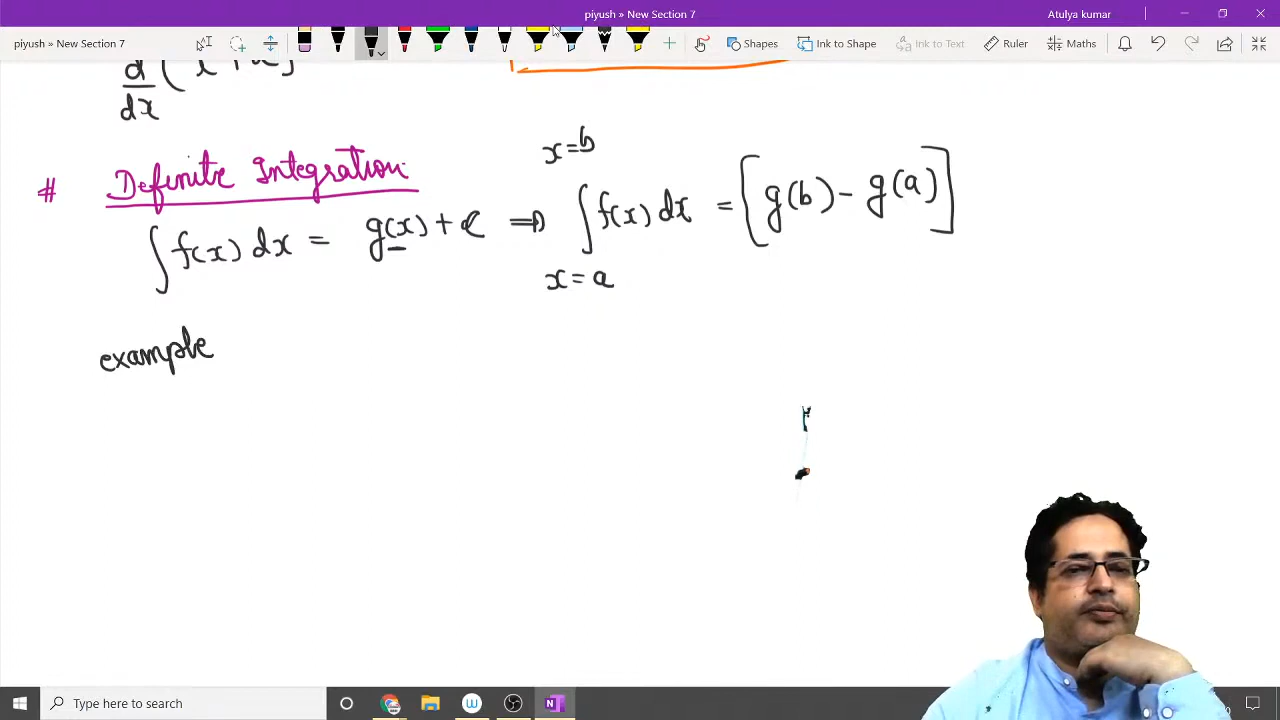 piyush » New Section 7
Atulya kumar
piyush » New Section 7
Shapes
Ink to Shape
Ink to Text
Ruler
Maths
d/dx
# Definite Integration
∫ f(x) dx = g(x) + c ⇒ ∫_{x=a}^{x=b} f(x) dx = [g(b) - g(a)]
example
Type here to search